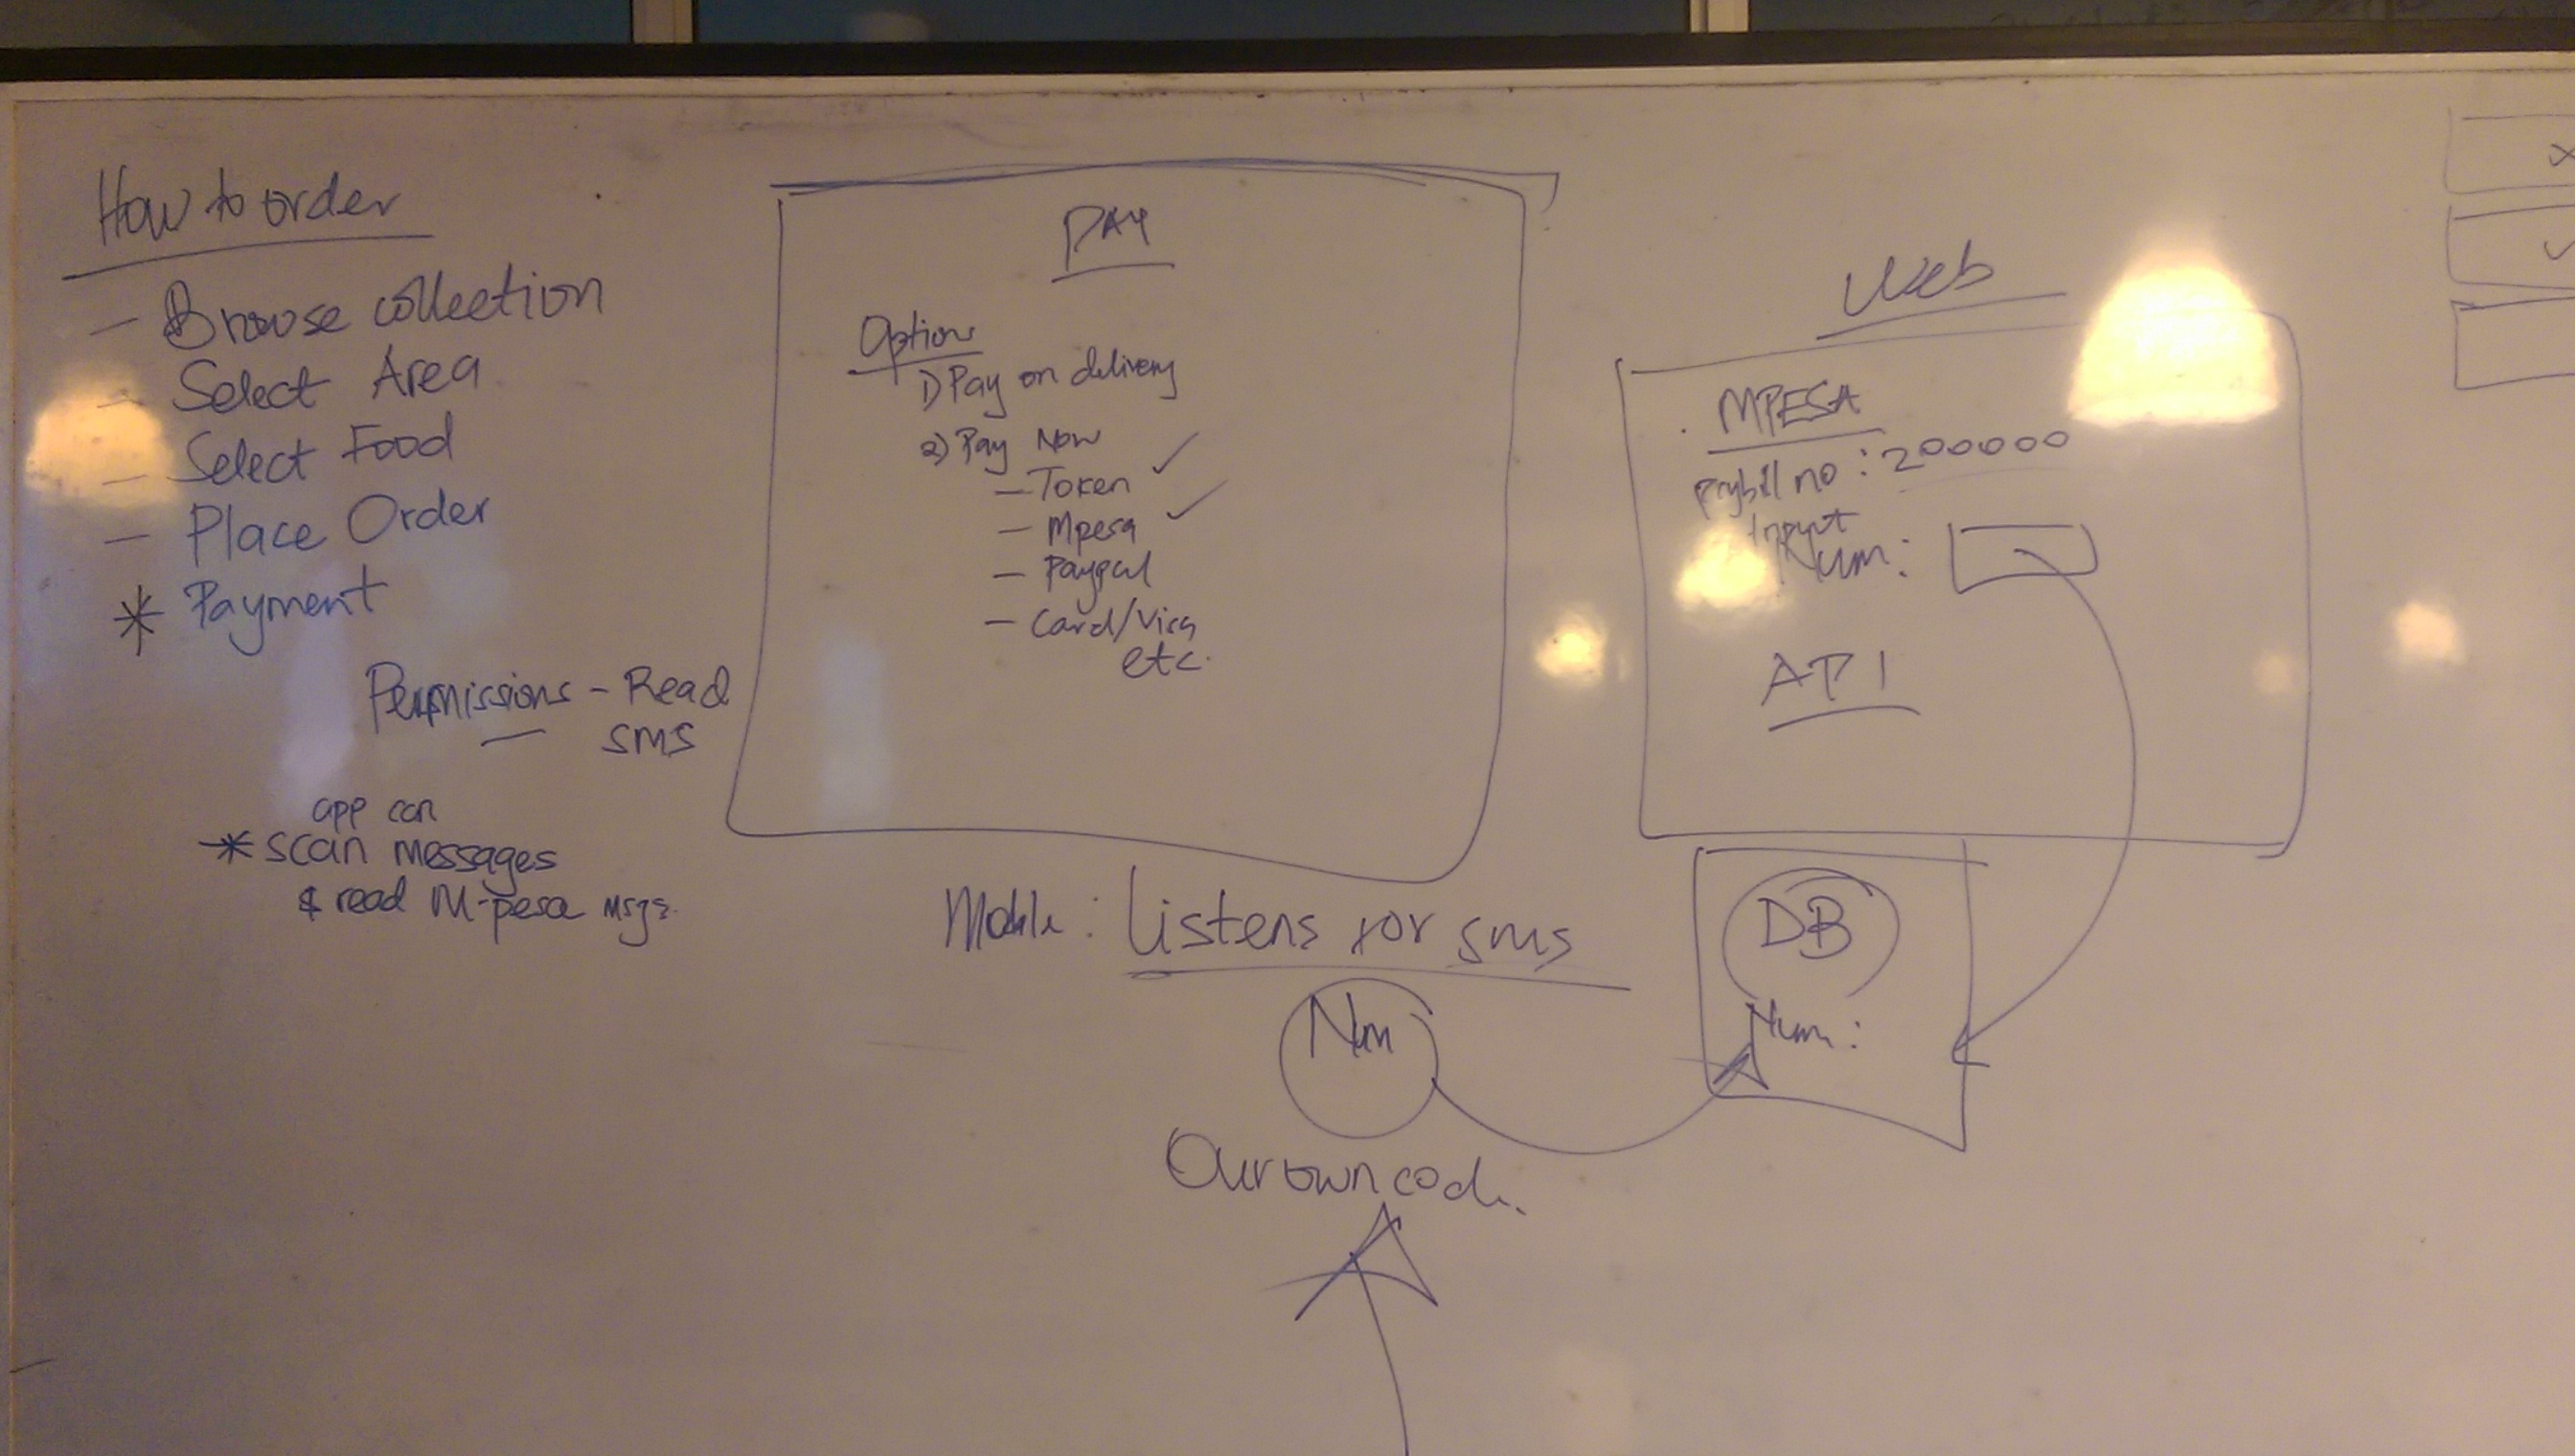 How to order
- Browse collection
- Select Area
- Select Food
- Place Order
* Payment
Permissions - Read
SMS
app can
* scan messages
& read M-pesa msgs.
PAY
Options
1) Pay on delivery
2) Pay Now
- Token ✓
- Mpesa ✓
- Paypal
- Card/Visa
etc.
Web
MPESA
Paybill no : 200000
Input
Num:
API
DB
Num:
Mobile: Listens for sms
Num
Our own code.